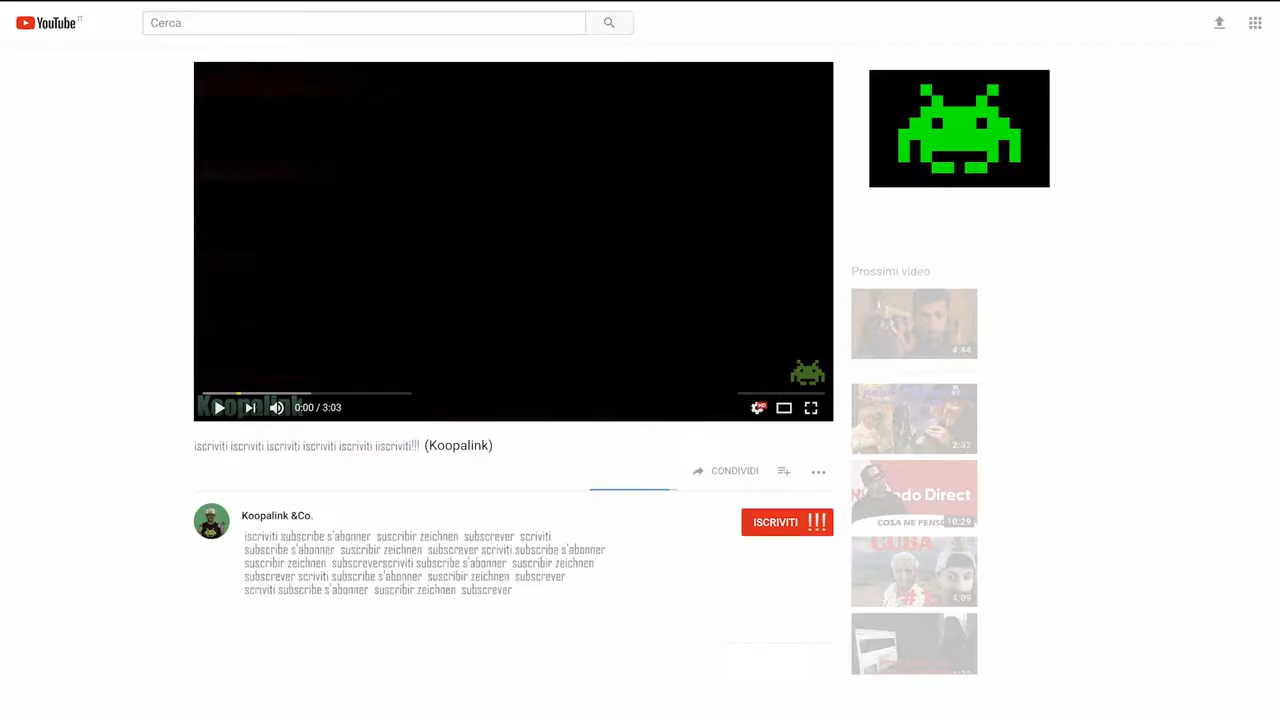 YouTube IT
Cerca
Koopalink
0:00 / 3:03
HD
iscriviti iscriviti iscriviti iscriviti iscriviti iiscriviti!!! (Koopalink)
CONDIVIDI
Koopalink &Co.
iscriviti subscribe s'abonner suscribir zeichnen subscrever scriviti
subscribe s'abonner suscribir zeichnen subscrever scriviti subscribe s'abonner
suscribir zeichnen subscreverscriviti subscribe s'abonner suscribir zeichnen
subscrever scriviti subscribe s'abonner suscribir zeichnen subscrever
scriviti subscribe s'abonner suscribir zeichnen subscrever
ISCRIVITI !!!
Prossimi video
4:44
2:32
Direct
COSA NE
10:29
CUBA
#1
4:09